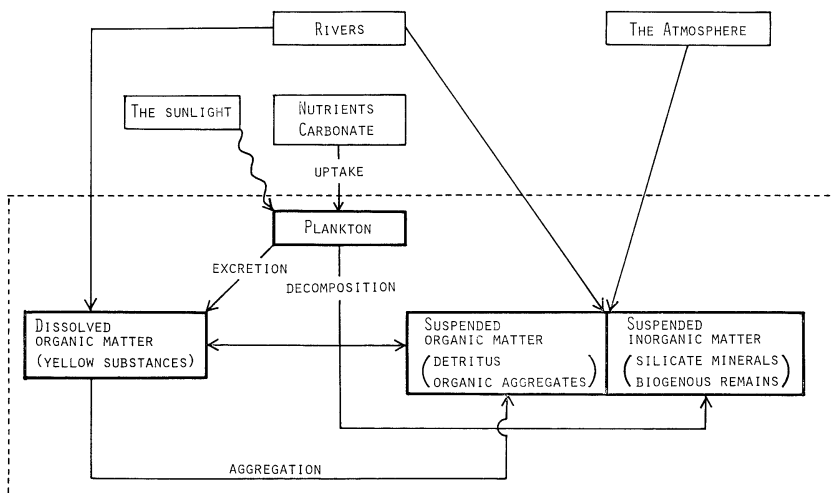 RIVERS
THE ATMOSPHERE
THE SUNLIGHT
NUTRIENTS
CARBONATE
UPTAKE
PLANKTON
EXCRETION
DECOMPOSITION
DISSOLVED
ORGANIC MATTER
(YELLOW SUBSTANCES)
SUSPENDED
ORGANIC MATTER
(DETRITUS
ORGANIC AGGREGATES)
SUSPENDED
INORGANIC MATTER
(SILICATE MINERALS
BIOGENOUS REMAINS)
AGGREGATION